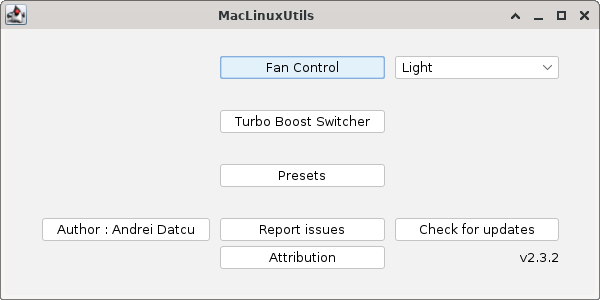 MacLinuxUtils
Fan Control
Light
Turbo Boost Switcher
Presets
Author : Andrei Datcu
Report issues
Check for updates
Attribution
v2.3.2